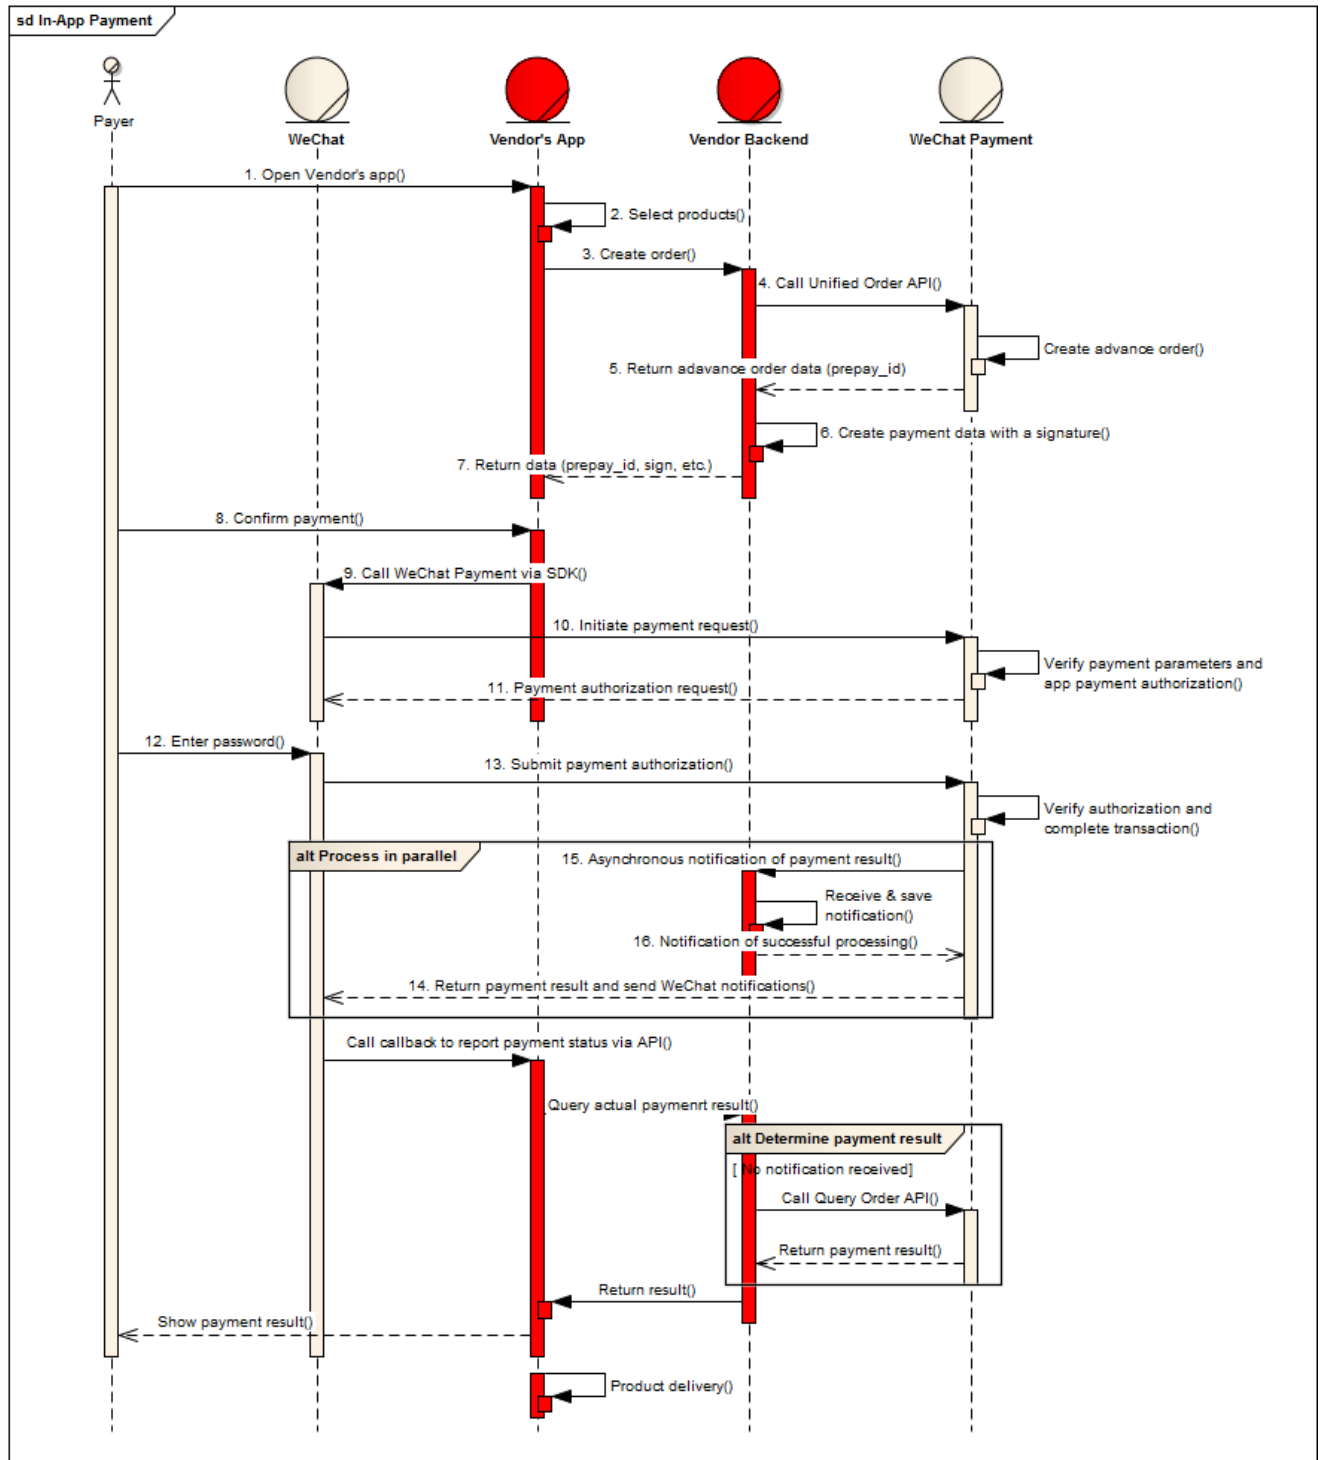 sd In-App Payment
Payer
WeChat
Vendor's App
Vendor Backend
WeChat Payment
1. Open Vendor's app()
2. Select products()
3. Create order()
4. Call Unified Order API()
Create advance order()
5. Return adavance order data (prepay_id)
6. Create payment data with a signature()
7. Return data (prepay_id, sign, etc.)
8. Confirm payment()
9. Call WeChat Payment via SDK()
10. Initiate payment request()
Verify payment parameters and
app payment authorization()
11. Payment authorization request()
12. Enter password()
13. Submit payment authorization()
Verify authorization and
complete transaction()
alt Process in parallel
15. Asynchronous notification of payment result()
Receive & save
notification()
16. Notification of successful processing()
14. Return payment result and send WeChat notifications()
Call callback to report payment status via API()
Query actual paymenrt result()
alt Determine payment result
[ No notification received]
Call Query Order API()
Return payment result()
Return result()
Show payment result()
Product delivery()